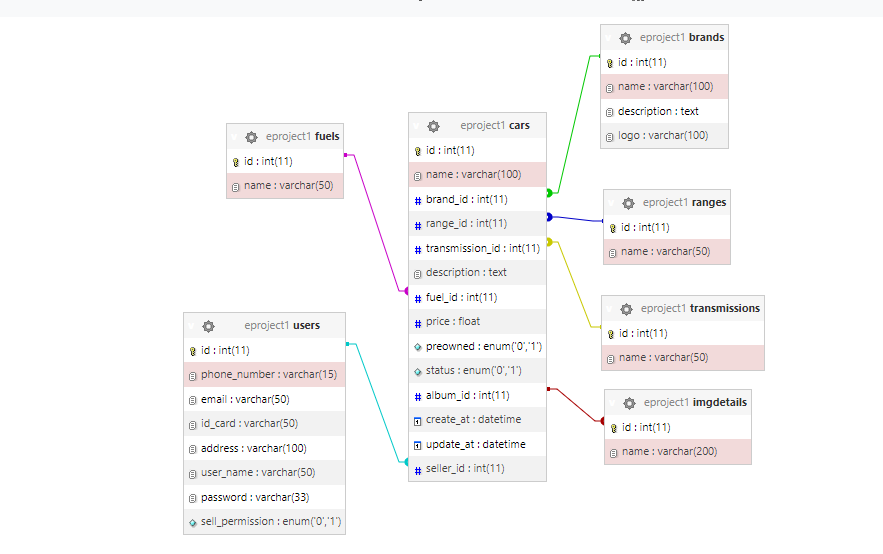 eproject1 brands
id : int(11)
name : varchar(100)
description : text
logo : varchar(100)
eproject1 fuels
id : int(11)
name : varchar(50)
eproject1 cars
id : int(11)
name : varchar(100)
brand_id : int(11)
range_id : int(11)
transmission_id : int(11)
description : text
fuel_id : int(11)
price : float
preowned : enum('0','1')
status : enum('0','1')
album_id : int(11)
create_at : datetime
update_at : datetime
seller_id : int(11)
eproject1 ranges
id : int(11)
name : varchar(50)
eproject1 transmissions
id : int(11)
name : varchar(50)
eproject1 users
id : int(11)
phone_number : varchar(15)
email : varchar(50)
id_card : varchar(50)
address : varchar(100)
user_name : varchar(50)
password : varchar(33)
sell_permission : enum('0','1')
eproject1 imgdetails
id : int(11)
name : varchar(200)